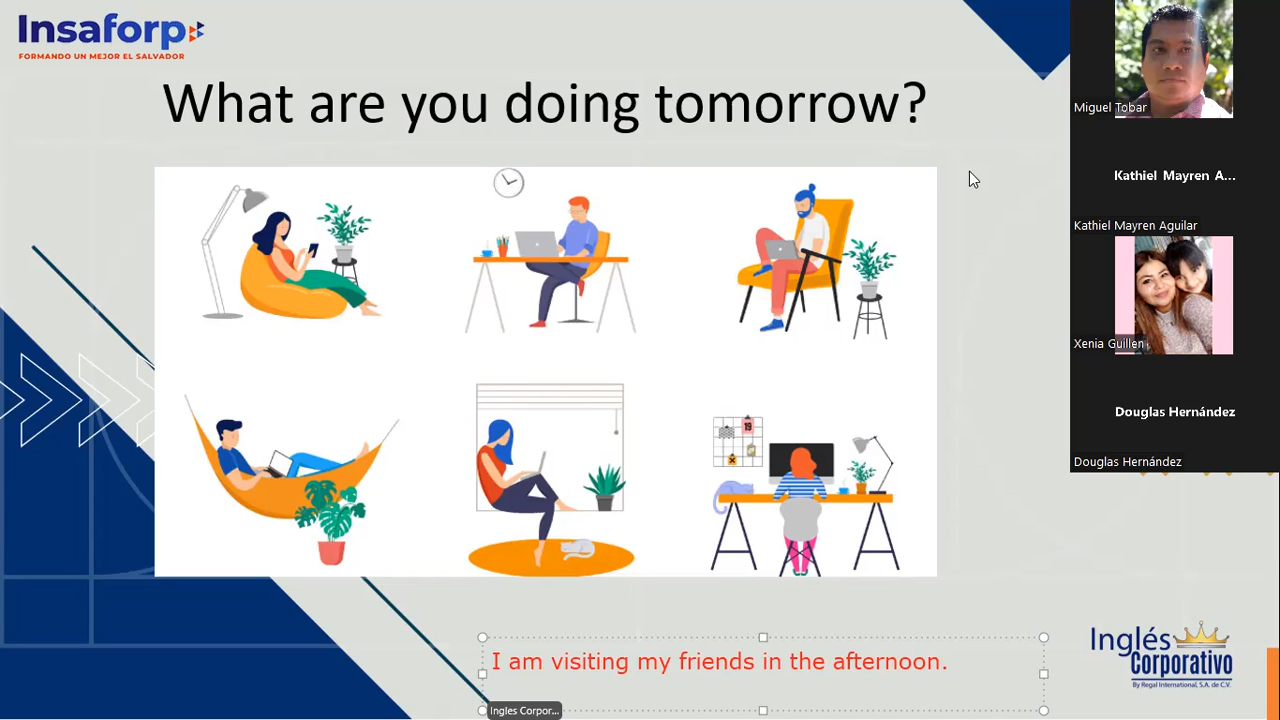 Insaforp
FORMANDO UN MEJOR EL SALVADOR
What are you doing tomorrow?
19
I am visiting my friends in the afternoon.
Ingles Corpor...
Inglés
Corporativo
By Regal International, S.A. de C.V.
Miguel Tobar
Kathiel Mayren A...
Kathiel Mayren Aguilar
Xenia Guillen
Douglas Hernández
Douglas Hernández